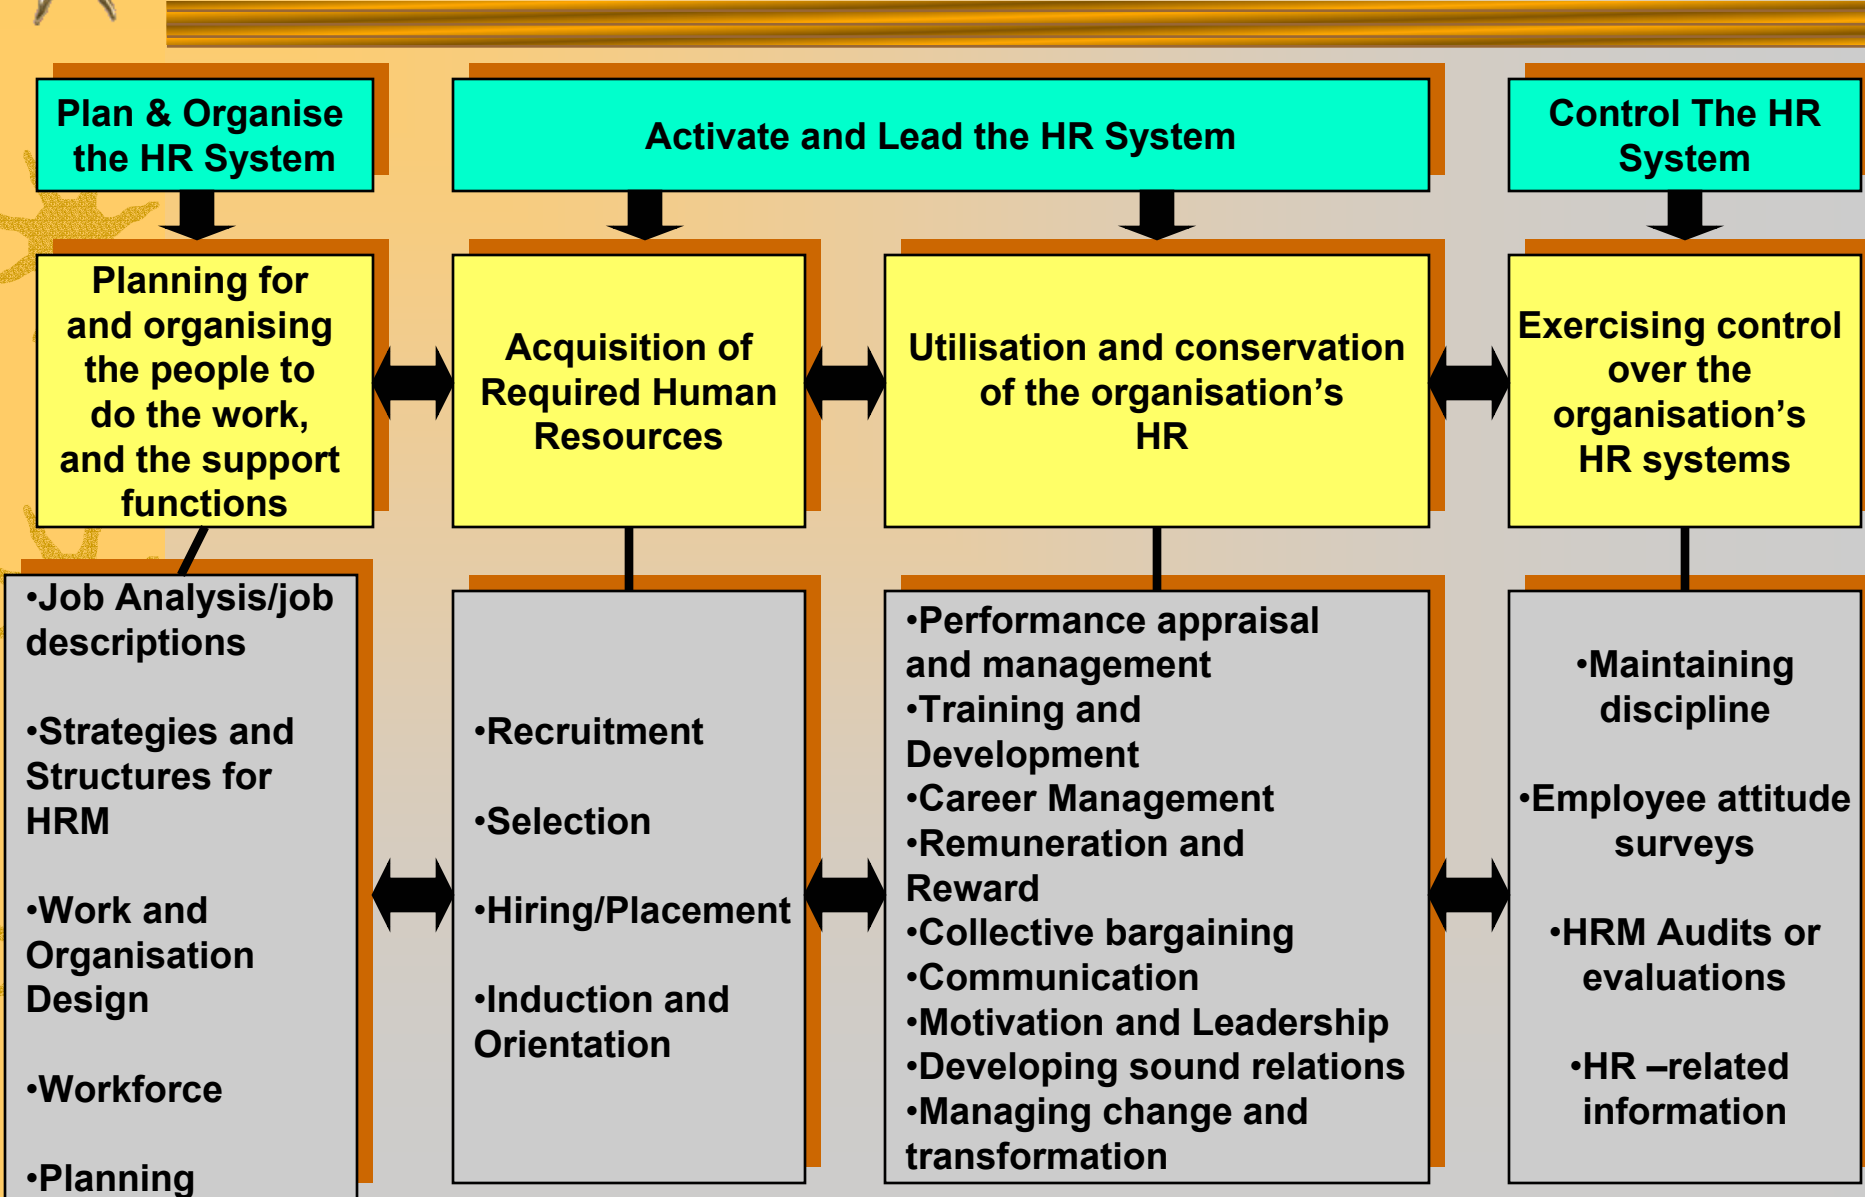 Plan & Organise
the HR System
Activate and Lead the HR System
Control The HR
System
Planning for
and organising
the people to
do the work,
and the support
functions
Acquisition of
Required Human
Resources
Utilisation and conservation
of the organisation’s
HR
Exercising control
over the
organisation’s
HR systems
•Job Analysis/job
descriptions
•Strategies and
Structures for
HRM
•Work and
Organisation
Design
•Workforce
•Planning
•Recruitment
•Selection
•Hiring/Placement
•Induction and
Orientation
•Performance appraisal
and management
•Training and
Development
•Career Management
•Remuneration and
Reward
•Collective bargaining
•Communication
•Motivation and Leadership
•Developing sound relations
•Managing change and
transformation
•Maintaining
discipline
•Employee attitude
surveys
•HRM Audits or
evaluations
•HR –related
information